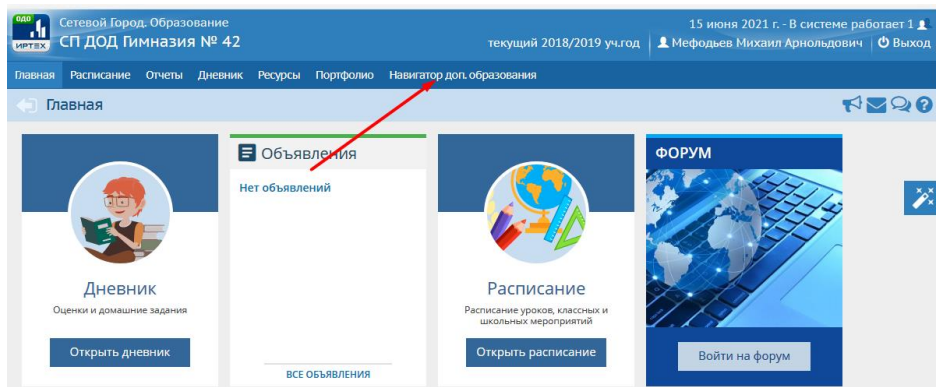 ОДО
ИРТЕХ
Сетевой Город. Образование
СП ДОД Гимназия № 42
15 июня 2021 г. - В системе работает 1
текущий 2018/2019 уч.год
Мефодьев Михаил Арнольдович
Выход
Главная Расписание Отчеты Дневник Ресурсы Портфолио Навигатор доп. образования
Главная
Дневник
Оценки и домашние задания
Открыть дневник
Объявления
Нет объявлений
ВСЕ ОБЪЯВЛЕНИЯ
Расписание
Расписание уроков, классных и
школьных мероприятий
Открыть расписание
ФОРУМ
Войти на форум